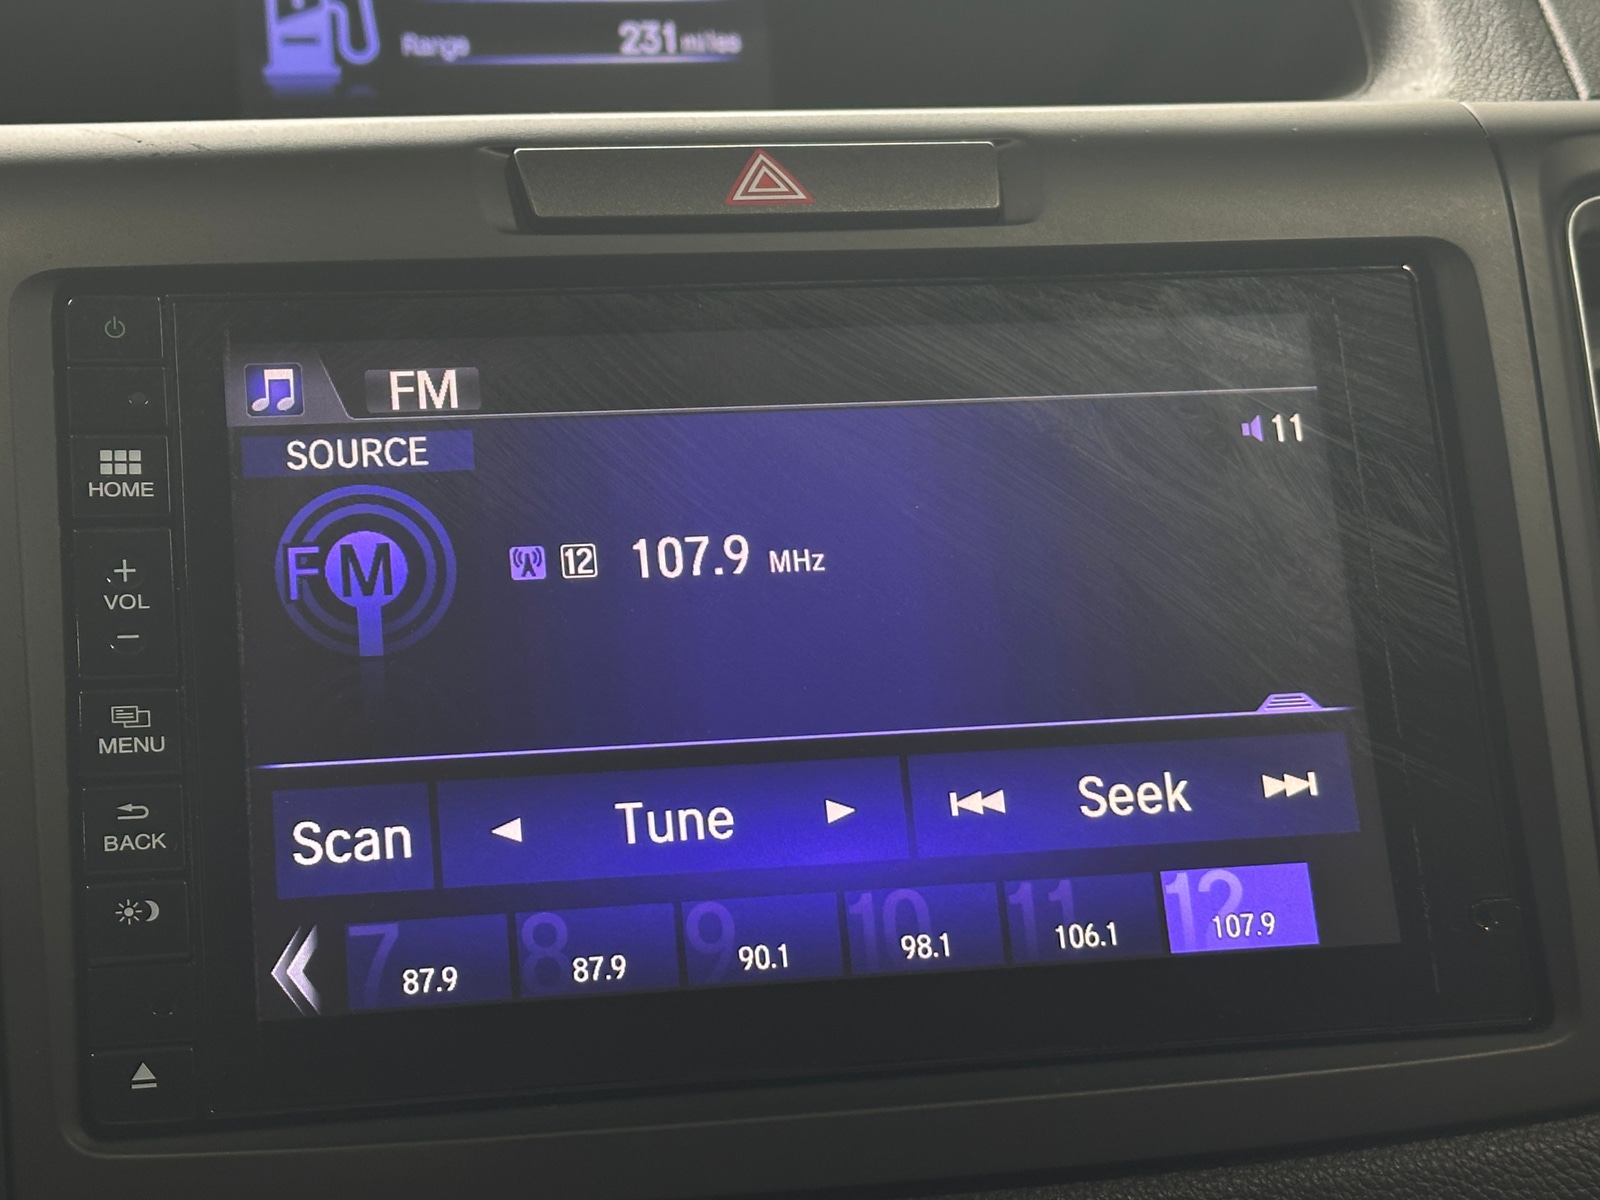 Range 231 miles
FM
SOURCE
11
HOME
FM
12 107.9 MHz
+
VOL
−
MENU
Scan Tune Seek
BACK
7 8 9 10 11 12
87.9 87.9 90.1 98.1 106.1 107.9